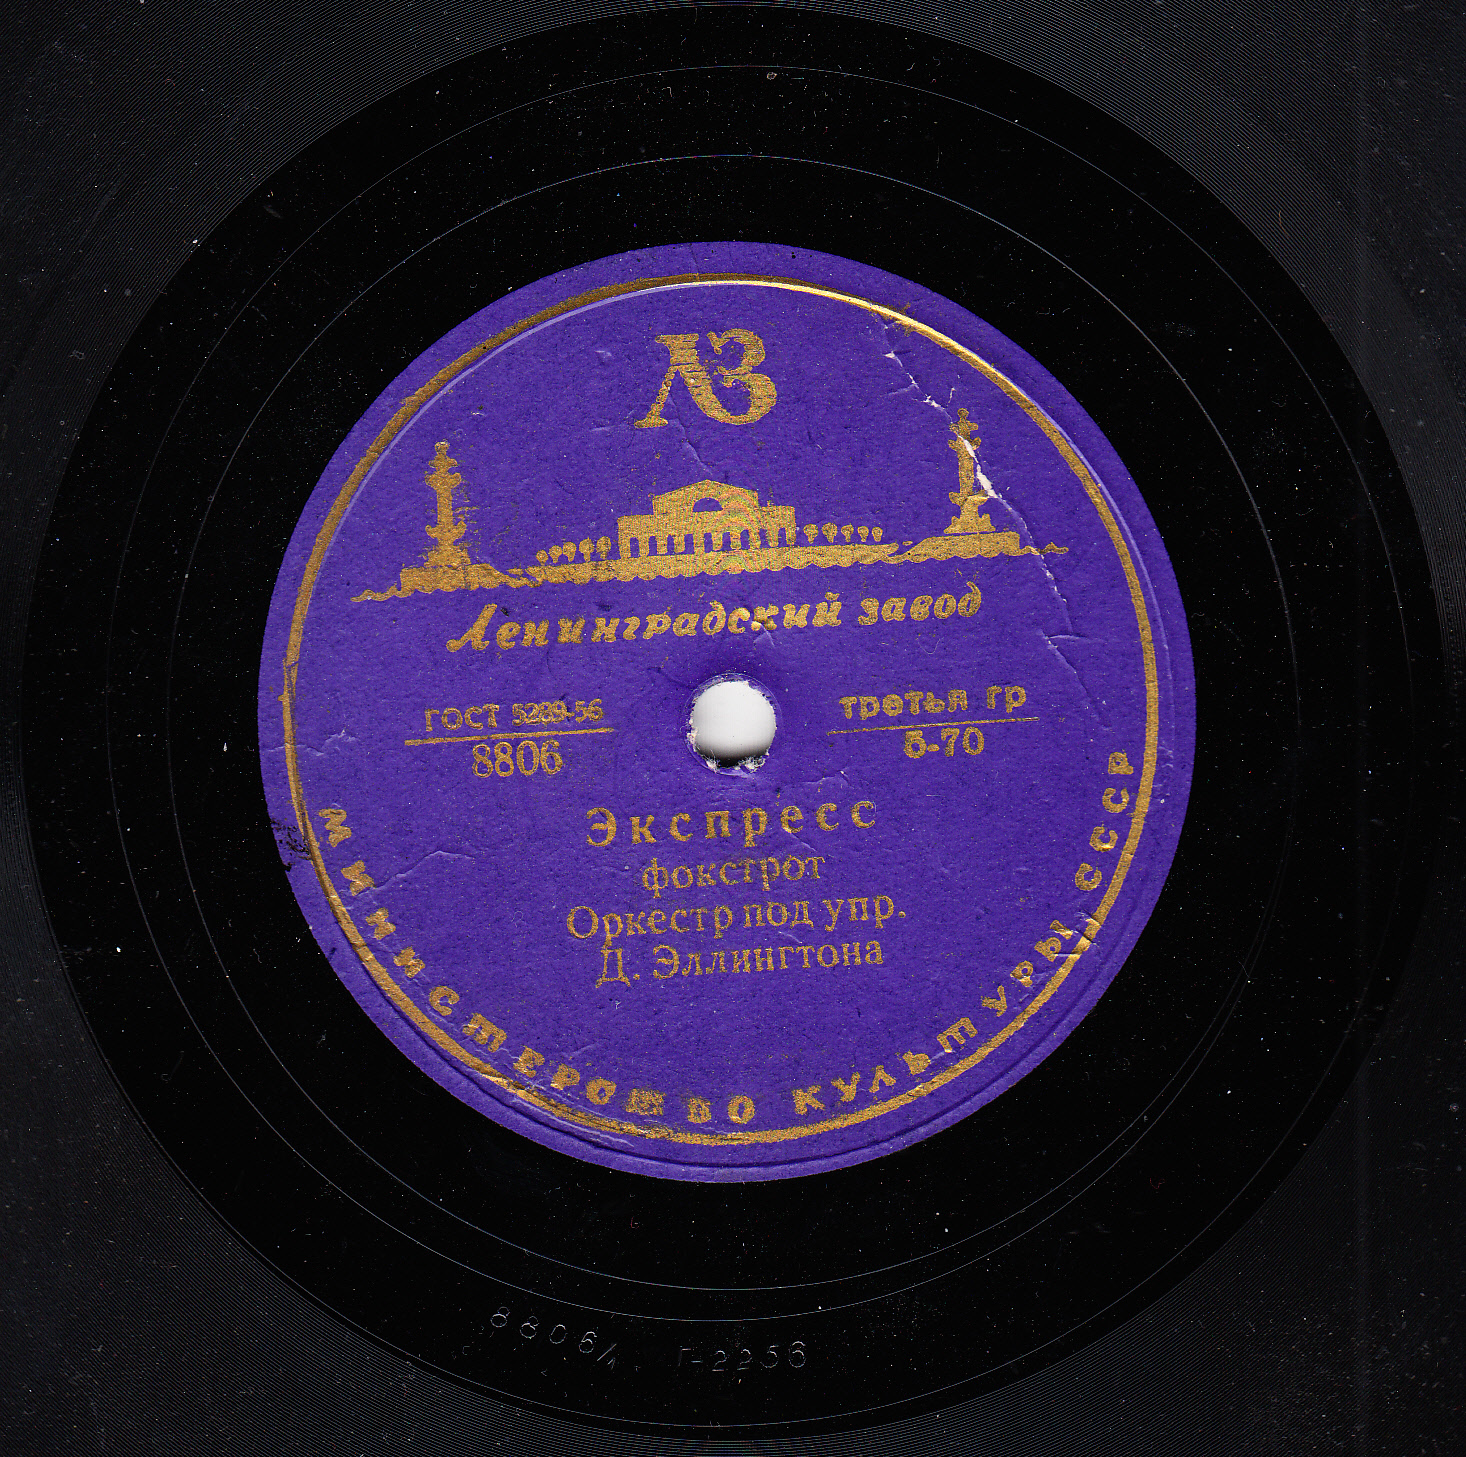 ЛЗ
Ленинградский завод
ГОСТ 5289-56
8806
третья гр
5-70
Экспресс
фокстрот
Оркестр под упр.
Д. Эллингтона
МИНИСТЕРСТВО КУЛЬТУРЫ СССР
8806/1 Г-2256